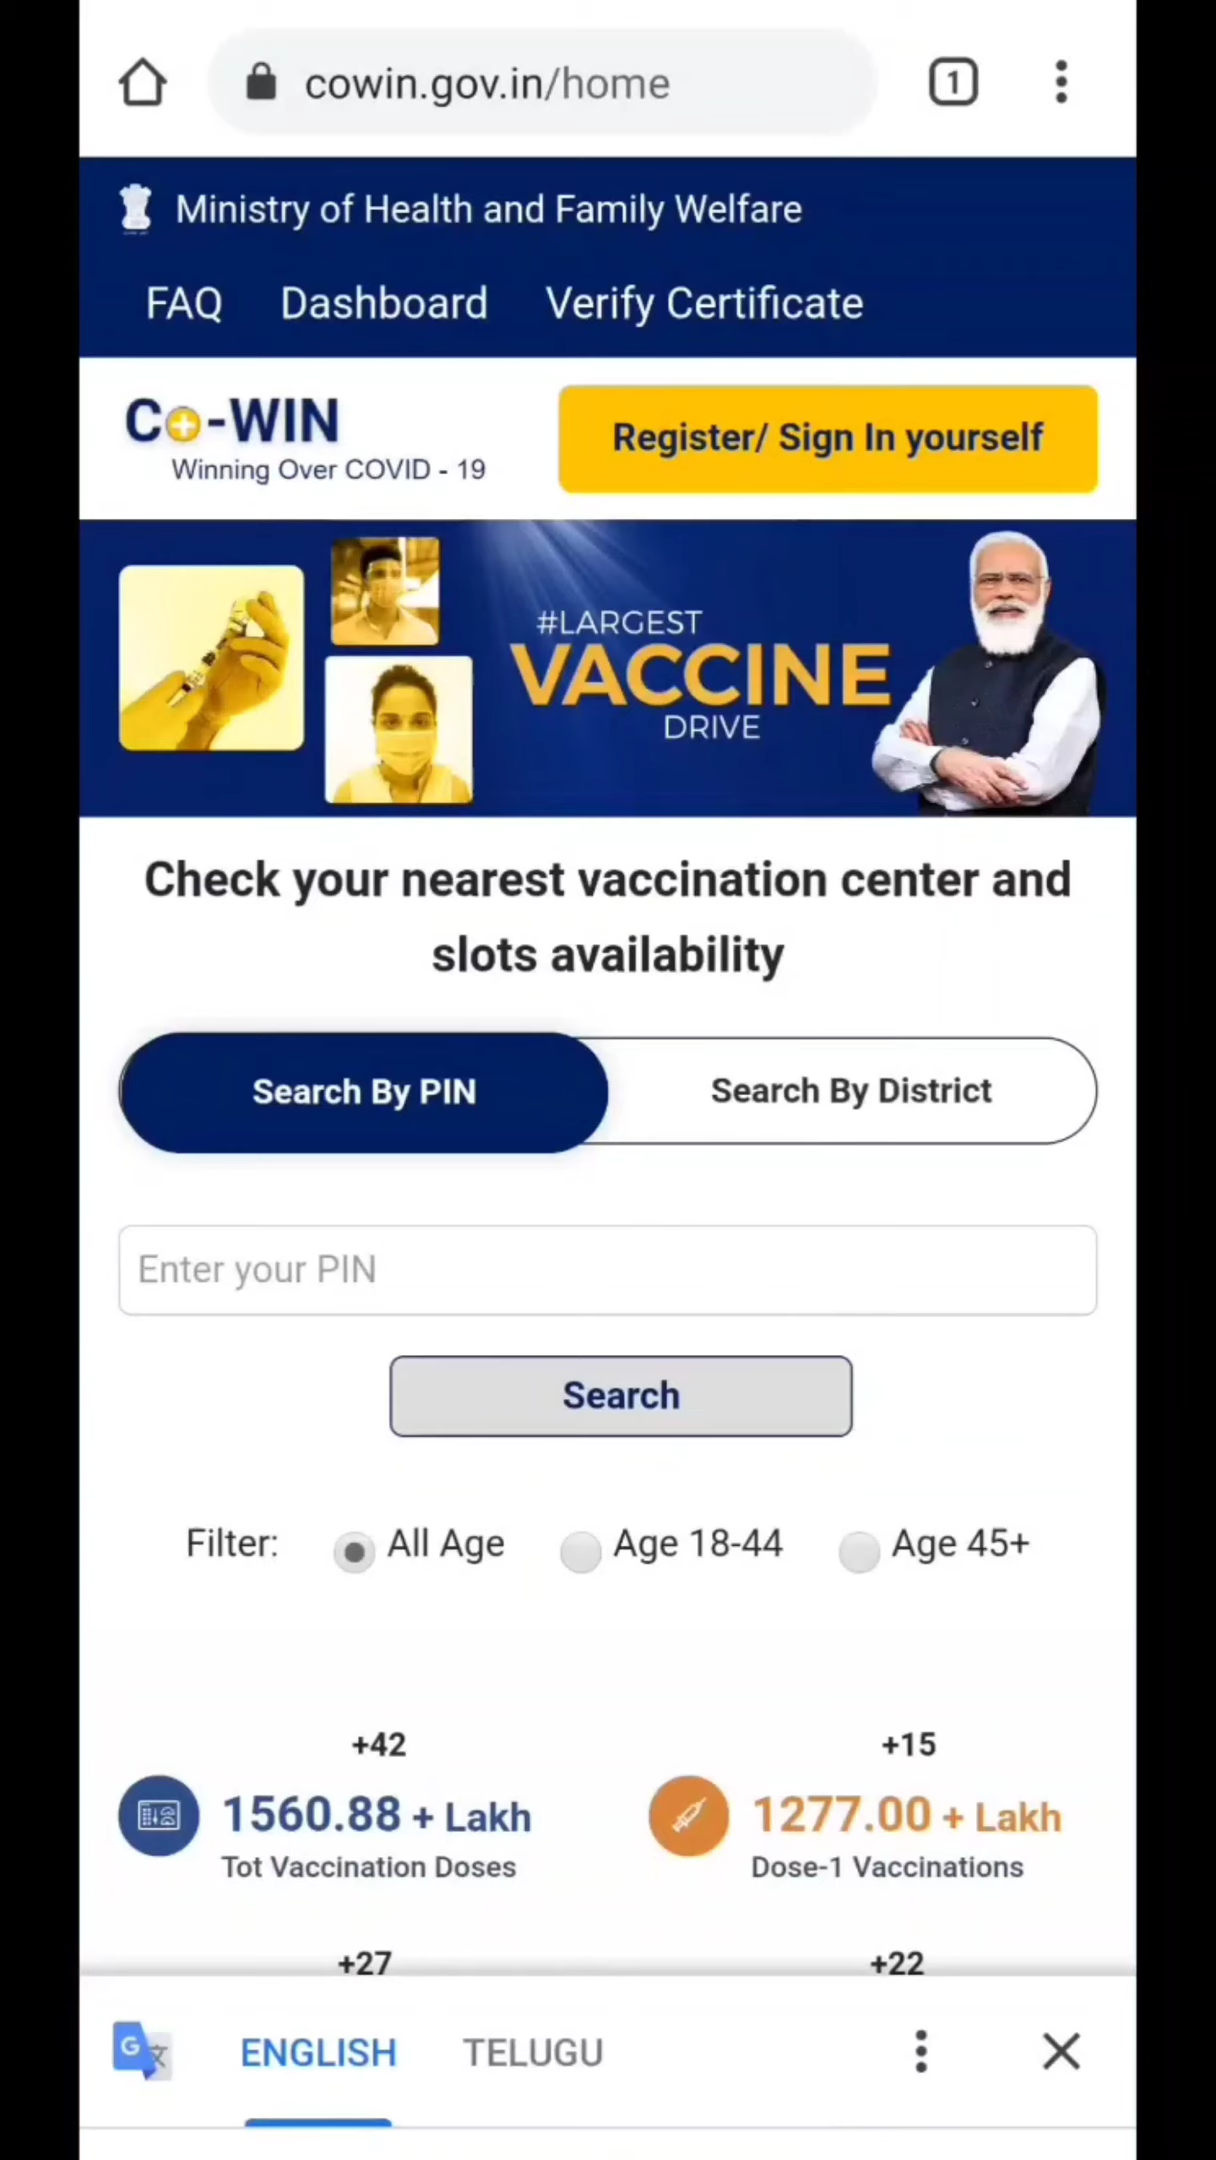 cowin.gov.in/home
1
Ministry of Health and Family Welfare
FAQ Dashboard Verify Certificate
Co-WIN
Winning Over COVID - 19
Register/ Sign In yourself
#LARGEST
VACCINE
DRIVE
Check your nearest vaccination center and
slots availability
Search By PIN Search By District
Enter your PIN
Search
Filter: All Age Age 18-44 Age 45+
+42 +15
1560.88 + Lakh 1277.00 + Lakh
Tot Vaccination Doses Dose-1 Vaccinations
+27 +22
G 文 ENGLISH TELUGU